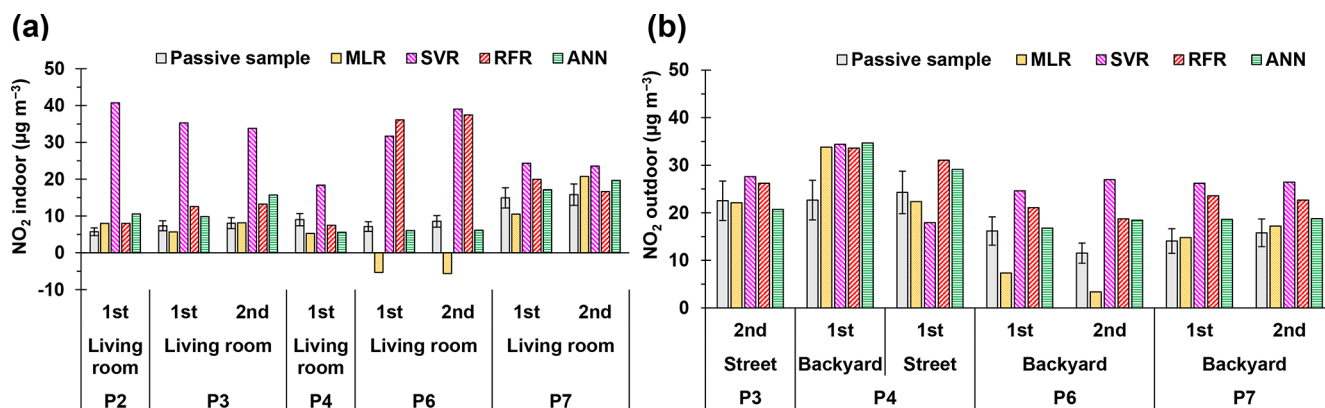 (a)
Passive sample MLR SVR RFR ANN
NO₂ indoor (µg m⁻³)
50
40
30
20
10
0
-10
1st 1st 2nd 1st 1st 2nd 1st 2nd
Living room Living room Living room Living room Living room
P2 P3 P4 P6 P7
(b)
Passive sample MLR SVR RFR ANN
NO₂ outdoor (µg m⁻³)
50
40
30
20
10
0
2nd 1st 1st 1st 2nd 1st 2nd
Street Backyard Street Backyard Backyard
P3 P4 P6 P7